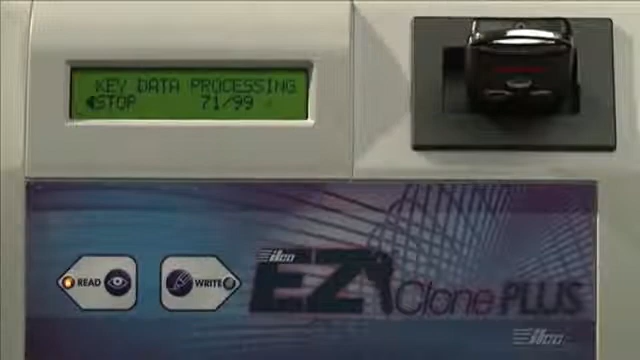 KEY DATA PROCESSING
STOP 71/99
READ
WRITE
ilco
EZ Clone PLUS
ilco